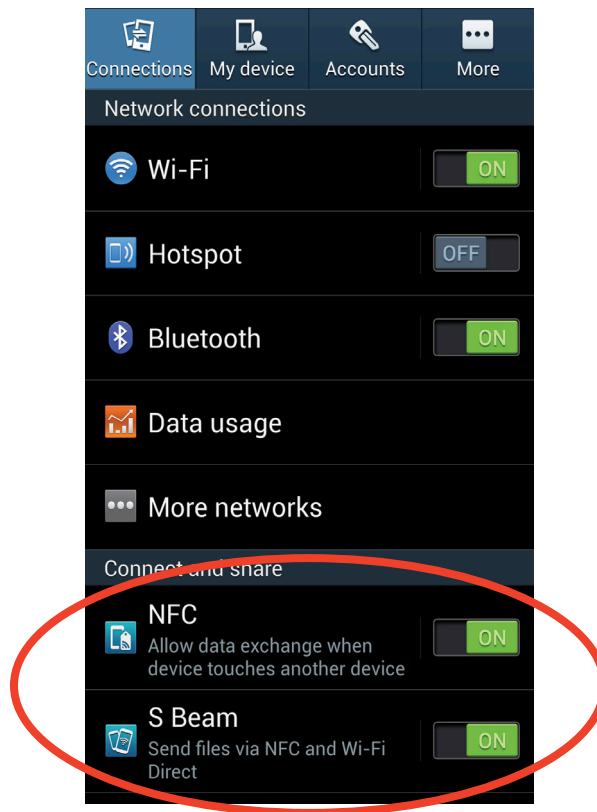 Connections My device Accounts More
Network connections
Wi-Fi ON
Hotspot OFF
Bluetooth ON
Data usage
More networks
Connect and share
NFC
Allow data exchange when
device touches another device
ON
S Beam
Send files via NFC and Wi-Fi
Direct
ON